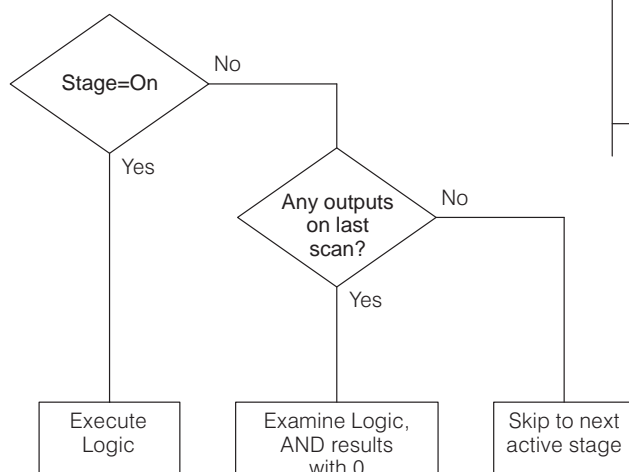 Stage=On
No
Yes
Any outputs
on last
scan?
No
Yes
Execute
Logic
Examine Logic,
AND results
with 0
Skip to next
active stage